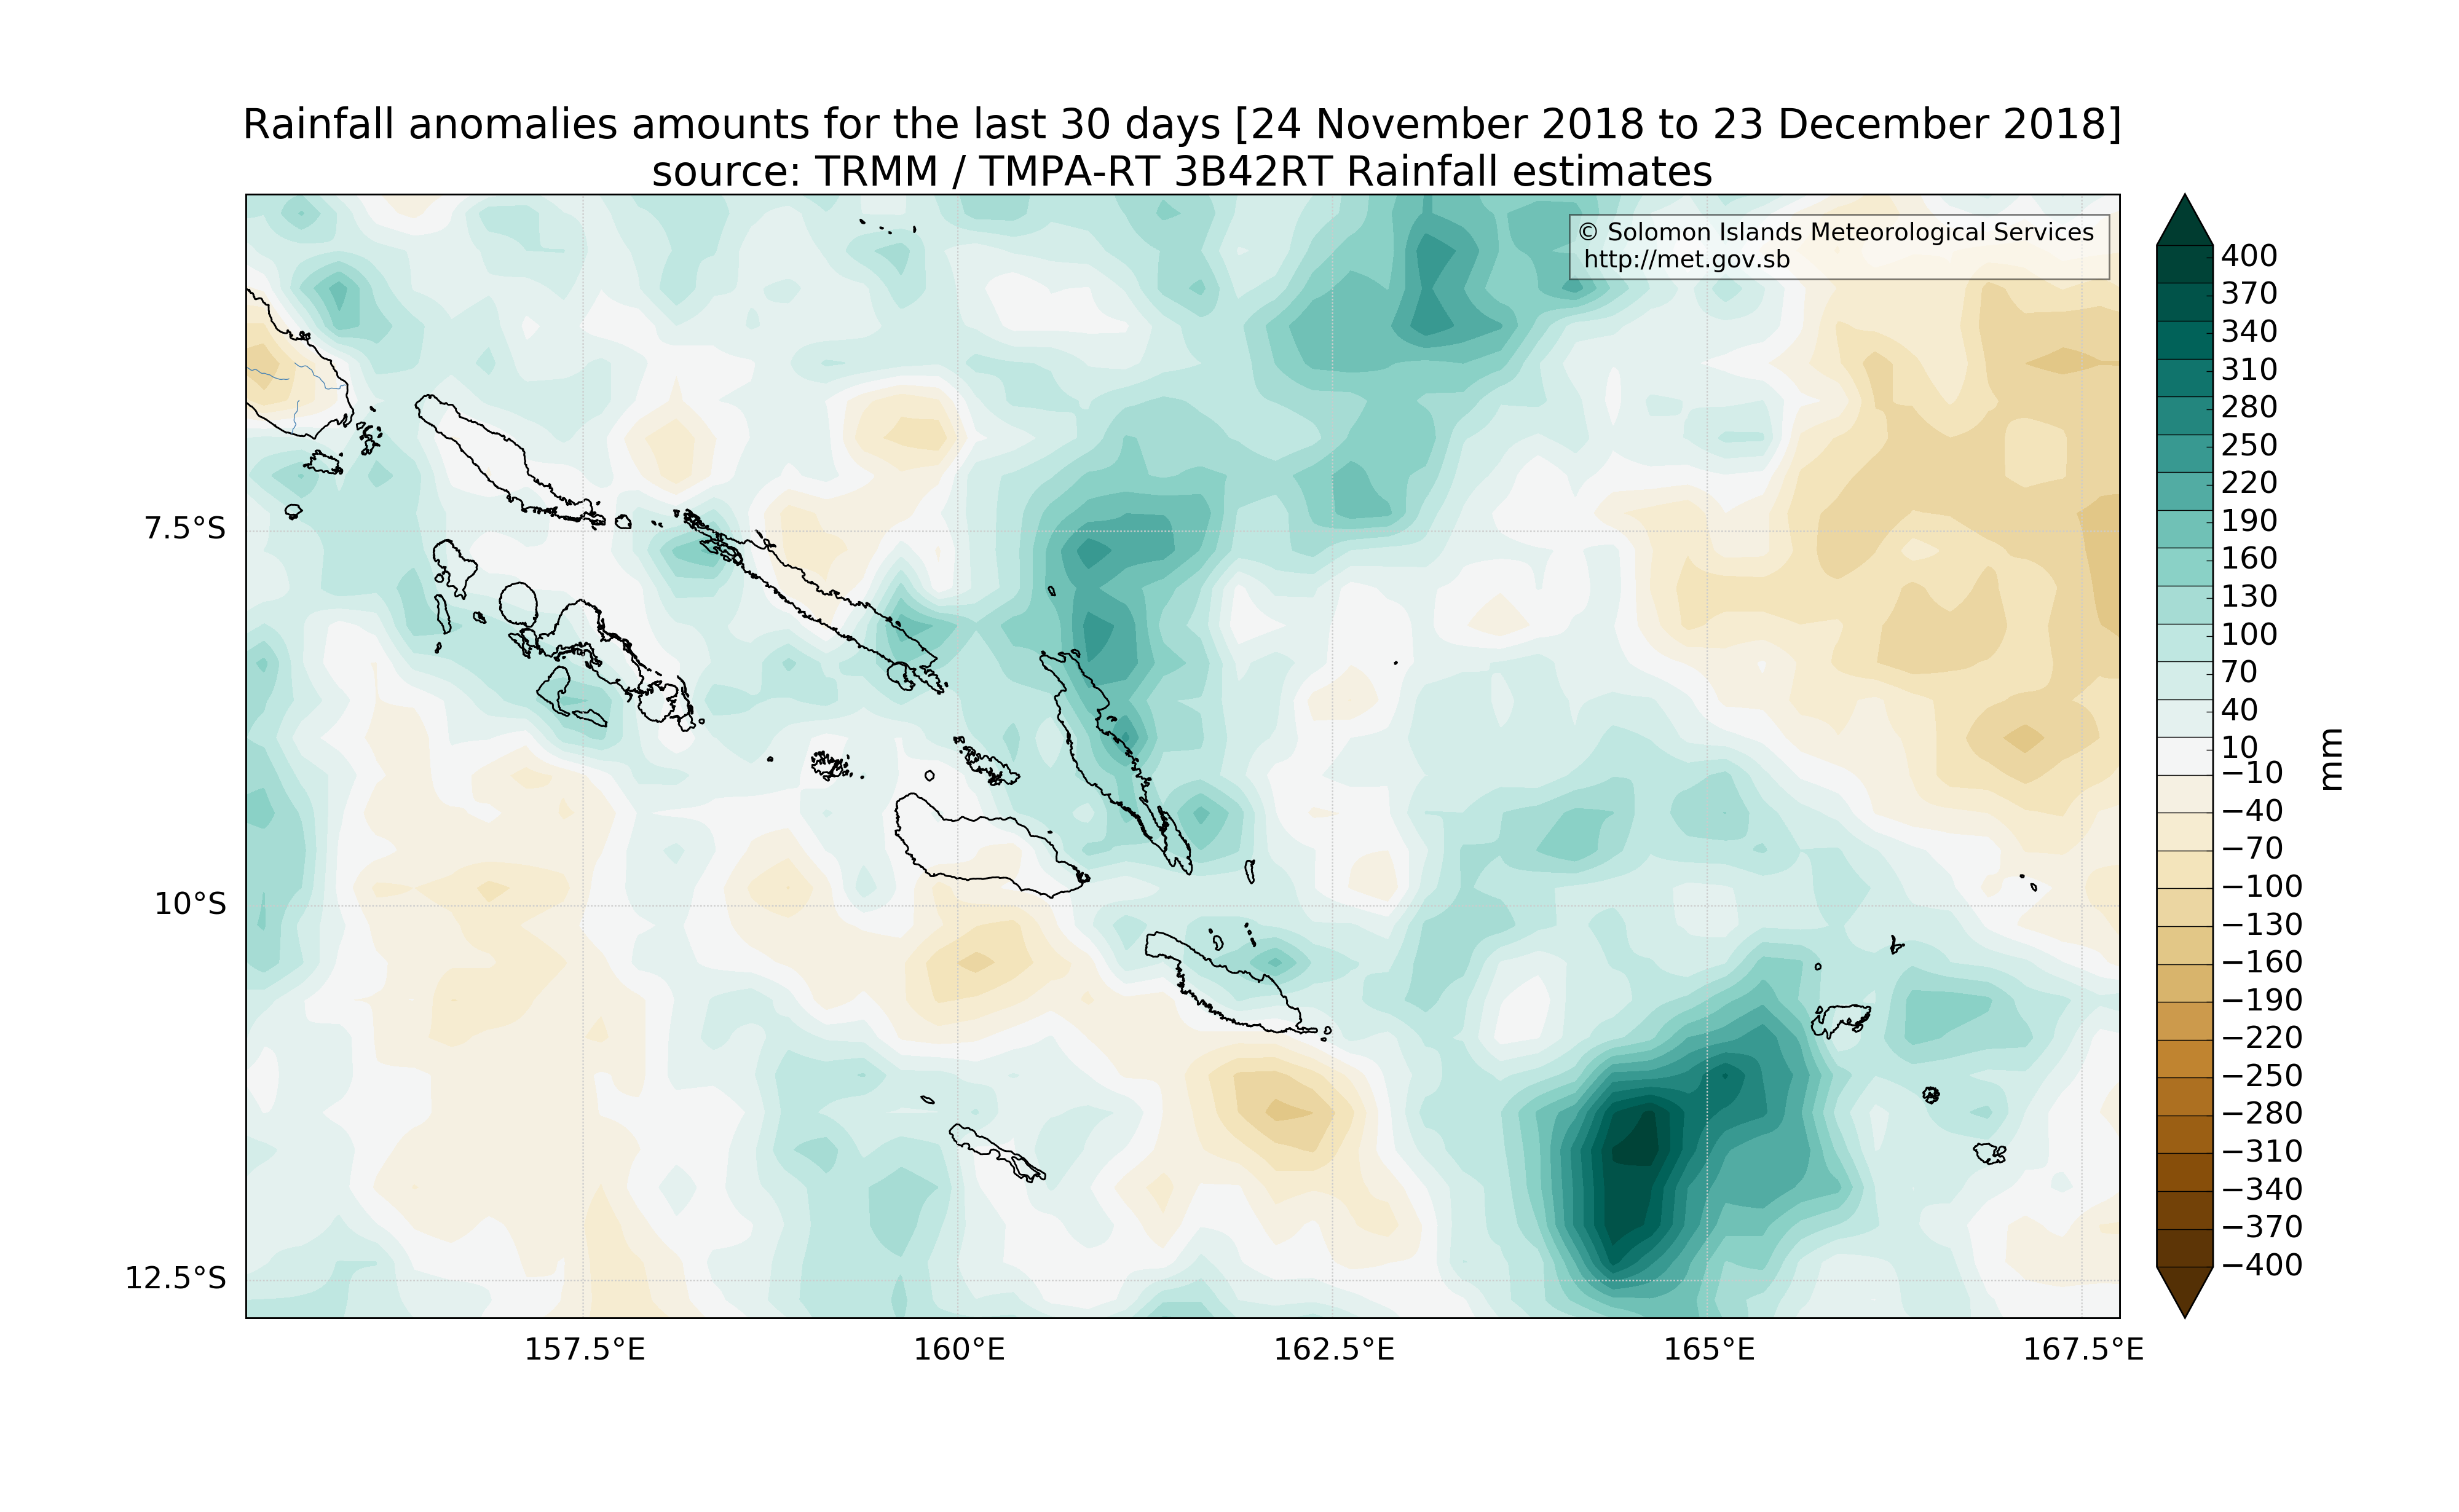 Rainfall anomalies amounts for the last 30 days [24 November 2018 to 23 December 2018]
source: TRMM / TMPA-RT 3B42RT Rainfall estimates
© Solomon Islands Meteorological Services
http://met.gov.sb
7.5°S
10°S
12.5°S
157.5°E
160°E
162.5°E
165°E
167.5°E
400
370
340
310
280
250
220
190
160
130
100
70
40
10
−10
−40
−70
−100
−130
−160
−190
−220
−250
−280
−310
−340
−370
−400
mm